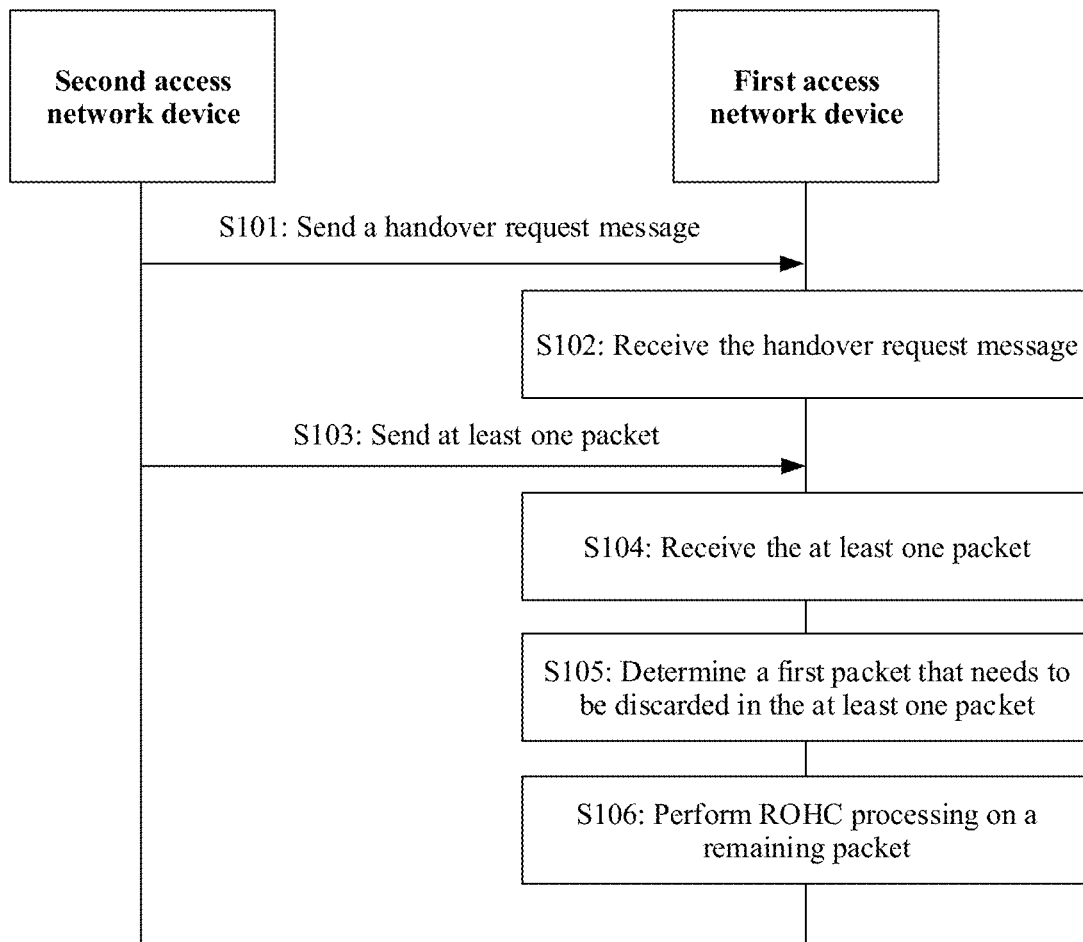 Second access
network device
First access
network device
S101: Send a handover request message
S102: Receive the handover request message
S103: Send at least one packet
S104: Receive the at least one packet
S105: Determine a first packet that needs to
be discarded in the at least one packet
S106: Perform ROHC processing on a
remaining packet